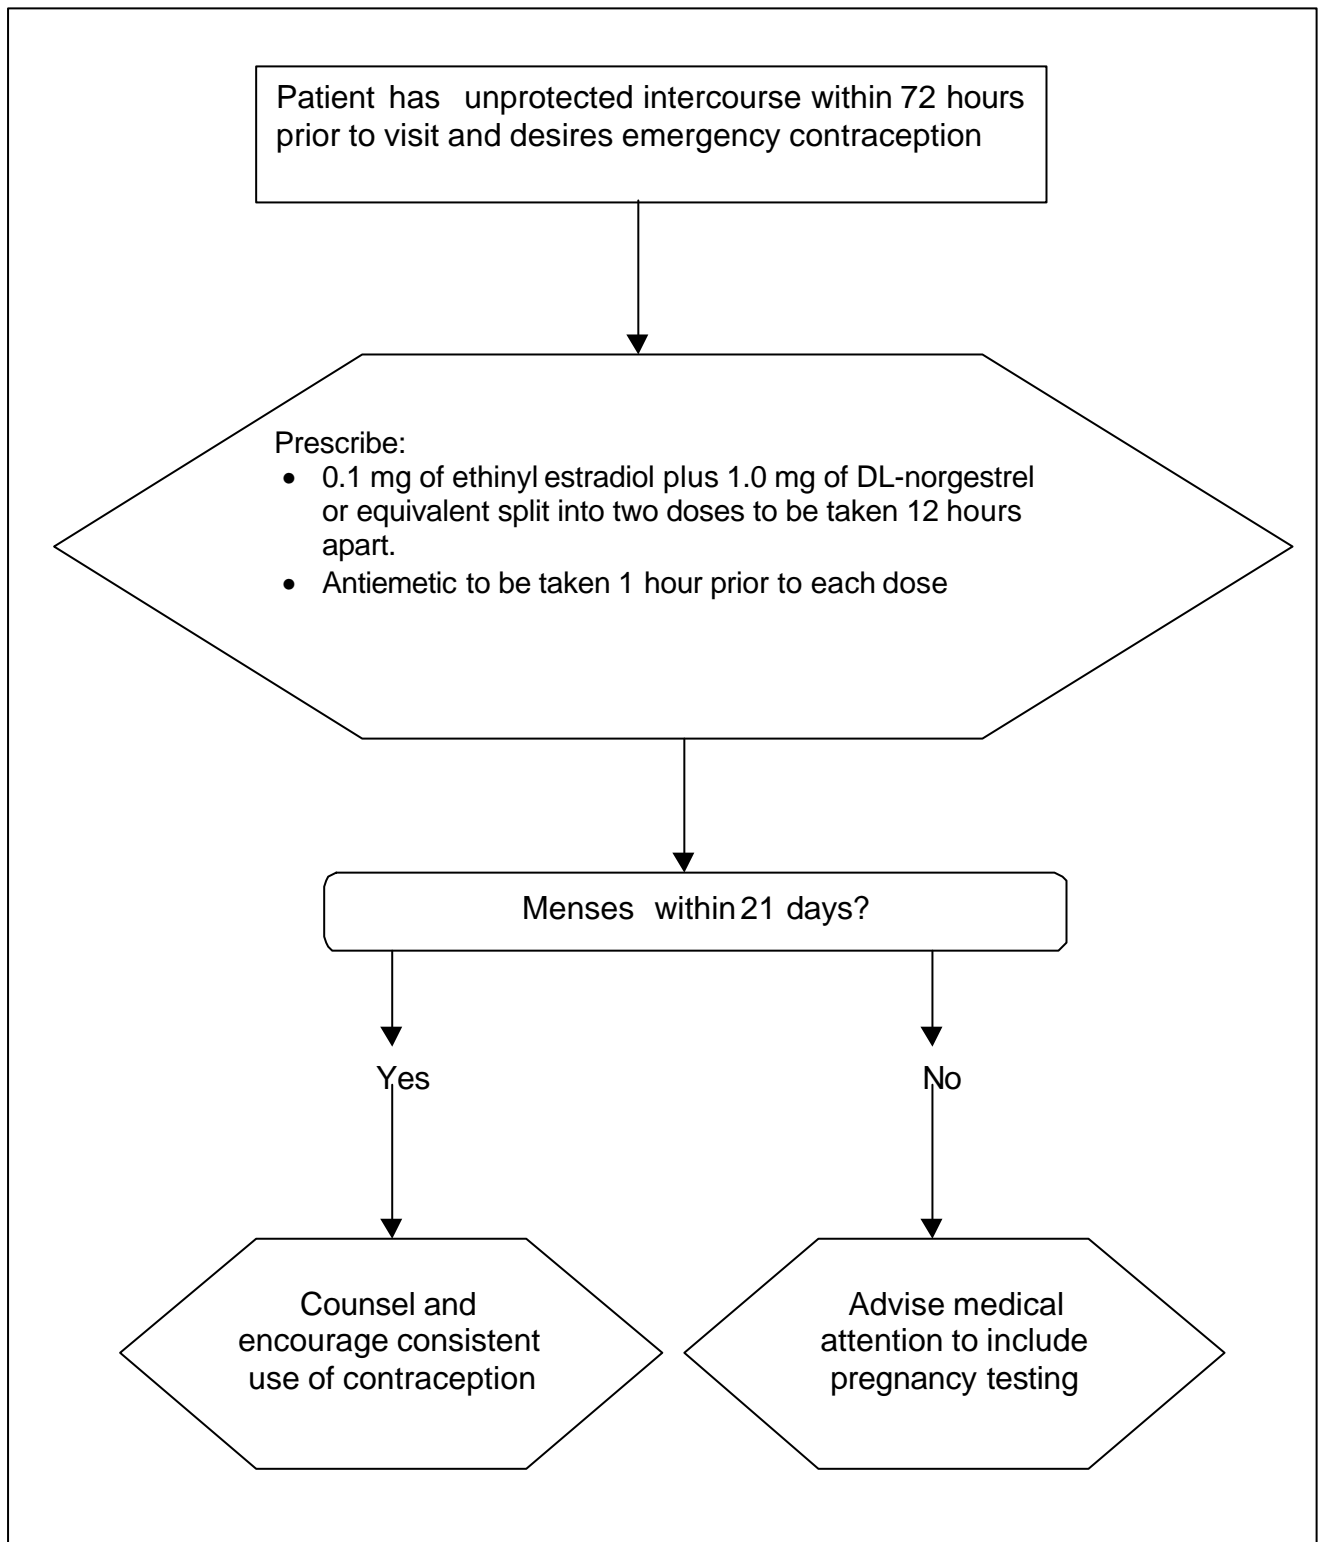 Patient has unprotected intercourse within 72 hours
prior to visit and desires emergency contraception
Prescribe:
• 0.1 mg of ethinyl estradiol plus 1.0 mg of DL-norgestrel
or equivalent split into two doses to be taken 12 hours
apart.
• Antiemetic to be taken 1 hour prior to each dose
Menses within 21 days?
Yes
No
Counsel and
encourage consistent
use of contraception
Advise medical
attention to include
pregnancy testing